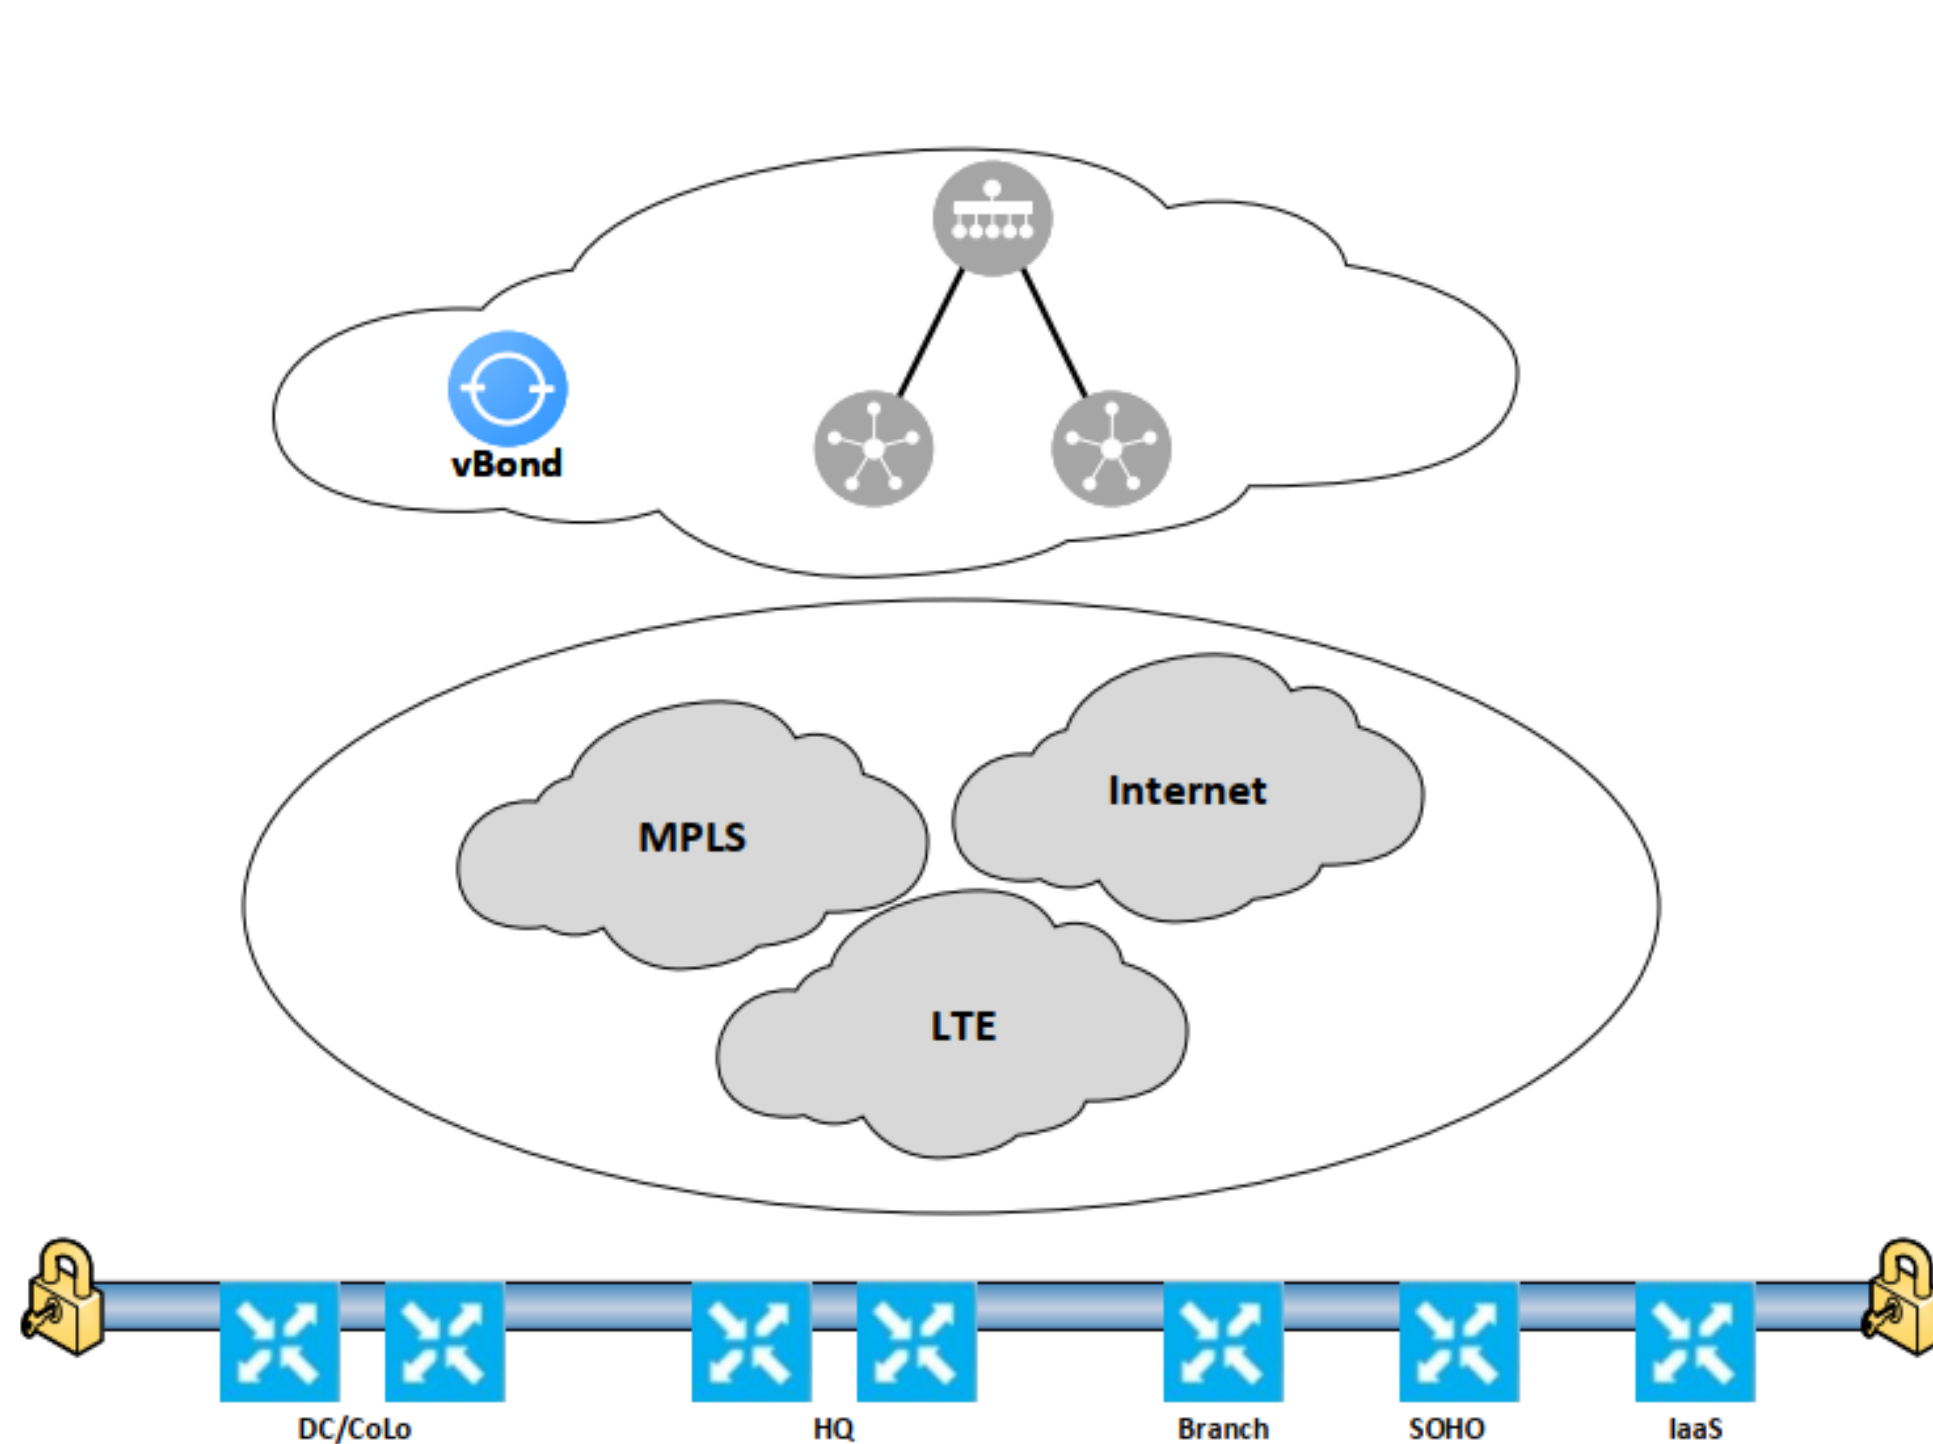 vBond
Internet
MPLS
LTE
DC/CoLo
HQ
Branch
SOHO
IaaS